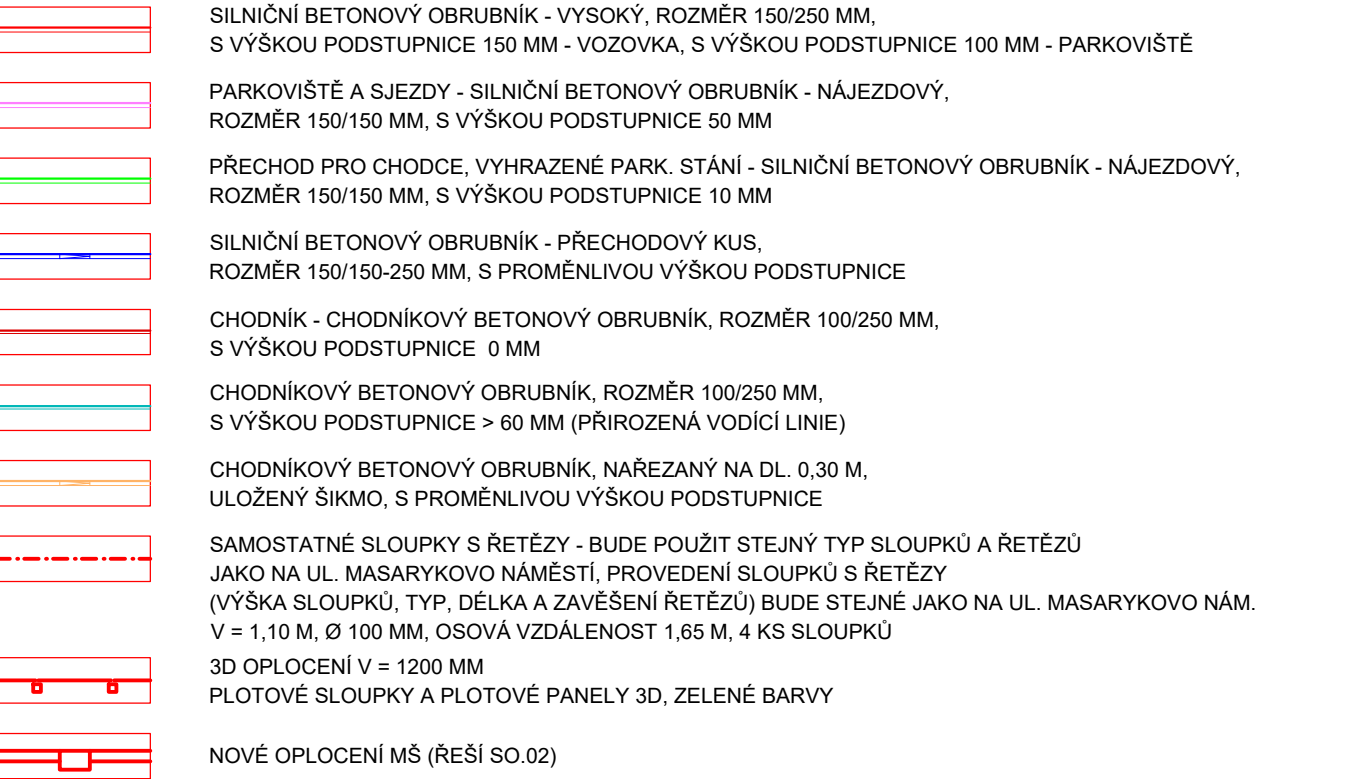 SILNIČNÍ BETONOVÝ OBRUBNÍK - VYSOKÝ, ROZMĚR 150/250 MM,
S VÝŠKOU PODSTUPNICE 150 MM - VOZOVKA, S VÝŠKOU PODSTUPNICE 100 MM - PARKOVIŠTĚ
PARKOVIŠTĚ A SJEZDY - SILNIČNÍ BETONOVÝ OBRUBNÍK - NÁJEZDOVÝ,
ROZMĚR 150/150 MM, S VÝŠKOU PODSTUPNICE 50 MM
PŘECHOD PRO CHODCE, VYHRAZENÉ PARK. STÁNÍ - SILNIČNÍ BETONOVÝ OBRUBNÍK - NÁJEZDOVÝ,
ROZMĚR 150/150 MM, S VÝŠKOU PODSTUPNICE 10 MM
SILNIČNÍ BETONOVÝ OBRUBNÍK - PŘECHODOVÝ KUS,
ROZMĚR 150/150-250 MM, S PROMĚNLIVOU VÝŠKOU PODSTUPNICE
CHODNÍK - CHODNÍKOVÝ BETONOVÝ OBRUBNÍK, ROZMĚR 100/250 MM,
S VÝŠKOU PODSTUPNICE 0 MM
CHODNÍKOVÝ BETONOVÝ OBRUBNÍK, ROZMĚR 100/250 MM,
S VÝŠKOU PODSTUPNICE > 60 MM (PŘIROZENÁ VODÍCÍ LINIE)
CHODNÍKOVÝ BETONOVÝ OBRUBNÍK, NAŘEZANÝ NA DL. 0,30 M,
ULOŽENÝ ŠIKMO, S PROMĚNLIVOU VÝŠKOU PODSTUPNICE
SAMOSTATNÉ SLOUPKY S ŘETĚZY - BUDE POUŽIT STEJNÝ TYP SLOUPKŮ A ŘETĚZŮ
JAKO NA UL. MASARYKOVO NÁMĚSTÍ, PROVEDENÍ SLOUPKŮ S ŘETĚZY
(VÝŠKA SLOUPKŮ, TYP, DÉLKA A ZAVĚŠENÍ ŘETĚZŮ) BUDE STEJNÉ JAKO NA UL. MASARYKOVO NÁM.
V = 1,10 M, Ø 100 MM, OSOVÁ VZDÁLENOST 1,65 M, 4 KS SLOUPKŮ
3D OPLOCENÍ V = 1200 MM
PLOTOVÉ SLOUPKY A PLOTOVÉ PANELY 3D, ZELENÉ BARVY
NOVÉ OPLOCENÍ MŠ (ŘEŠÍ SO.02)